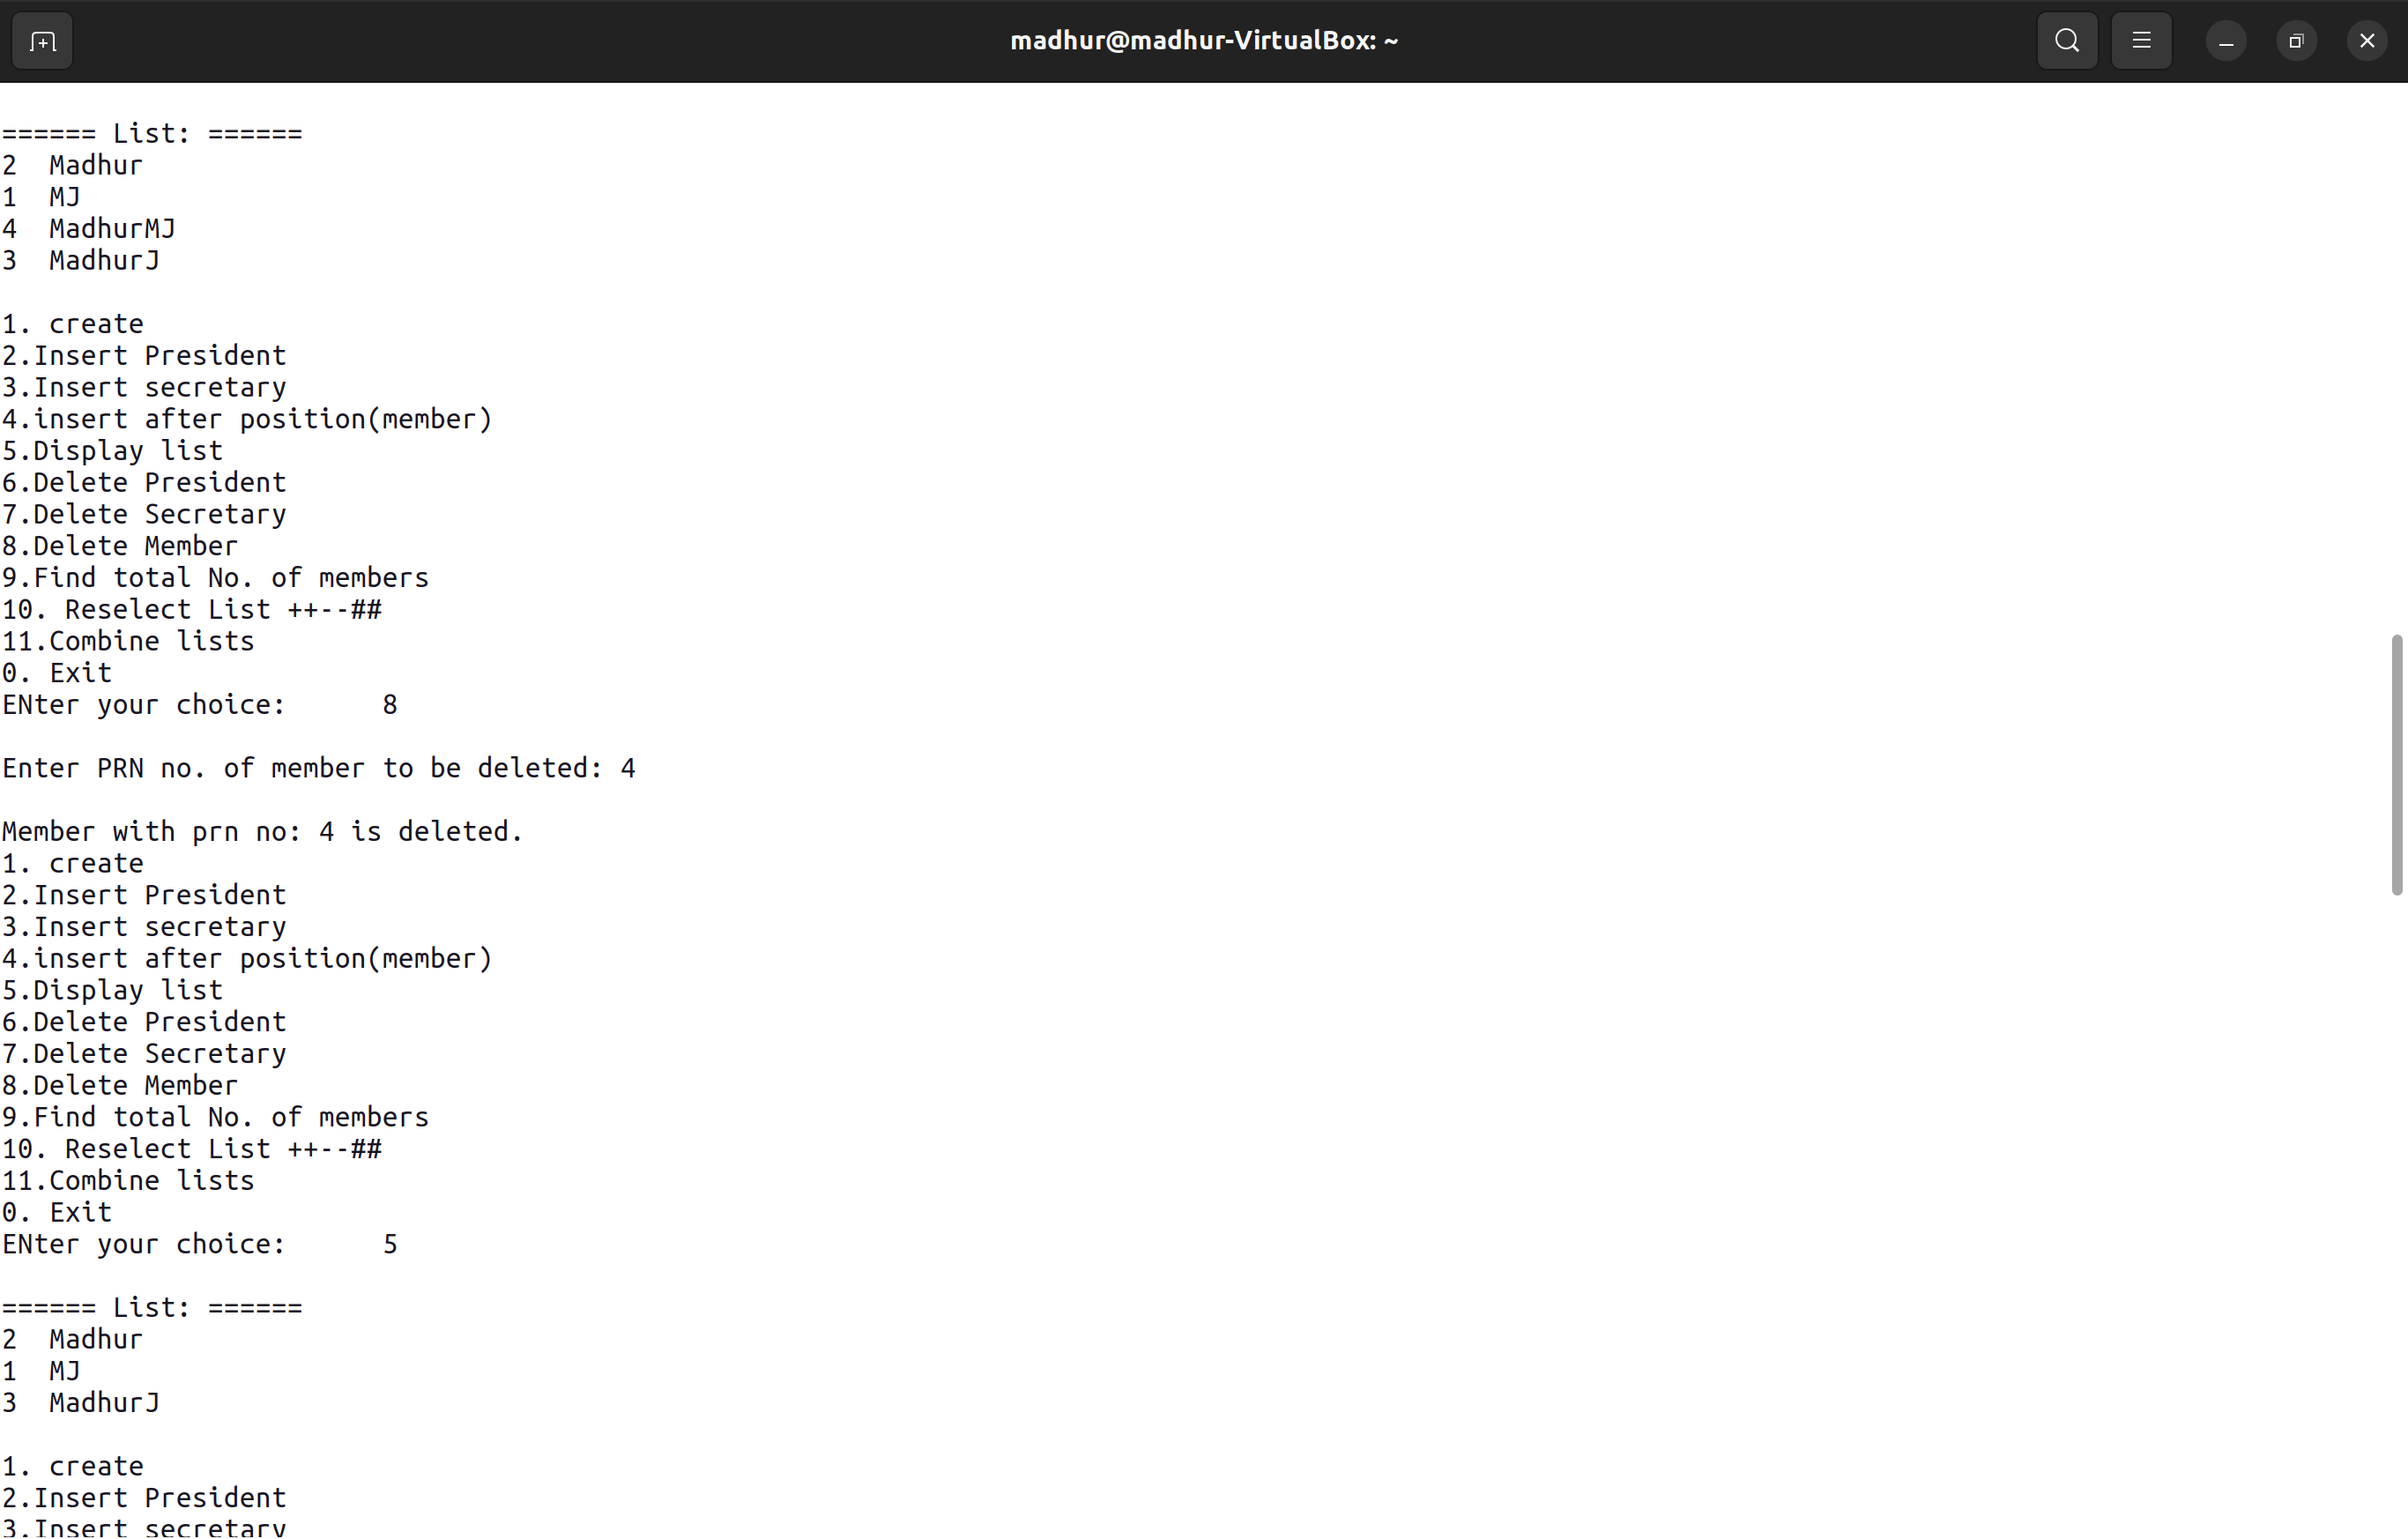 madhur@madhur-VirtualBox: ~
====== List: ======
2  Madhur
1  MJ
4  MadhurMJ
3  MadhurJ
1. create
2.Insert President
3.Insert secretary
4.insert after position(member)
5.Display list
6.Delete President
7.Delete Secretary
8.Delete Member
9.Find total No. of members
10. Reselect List ++--##
11.Combine lists
0. Exit
ENter your choice:      8
Enter PRN no. of member to be deleted: 4
Member with prn no: 4 is deleted.
1. create
2.Insert President
3.Insert secretary
4.insert after position(member)
5.Display list
6.Delete President
7.Delete Secretary
8.Delete Member
9.Find total No. of members
10. Reselect List ++--##
11.Combine lists
0. Exit
ENter your choice:      5
====== List: ======
2  Madhur
1  MJ
3  MadhurJ
1. create
2.Insert President
3.Insert secretary